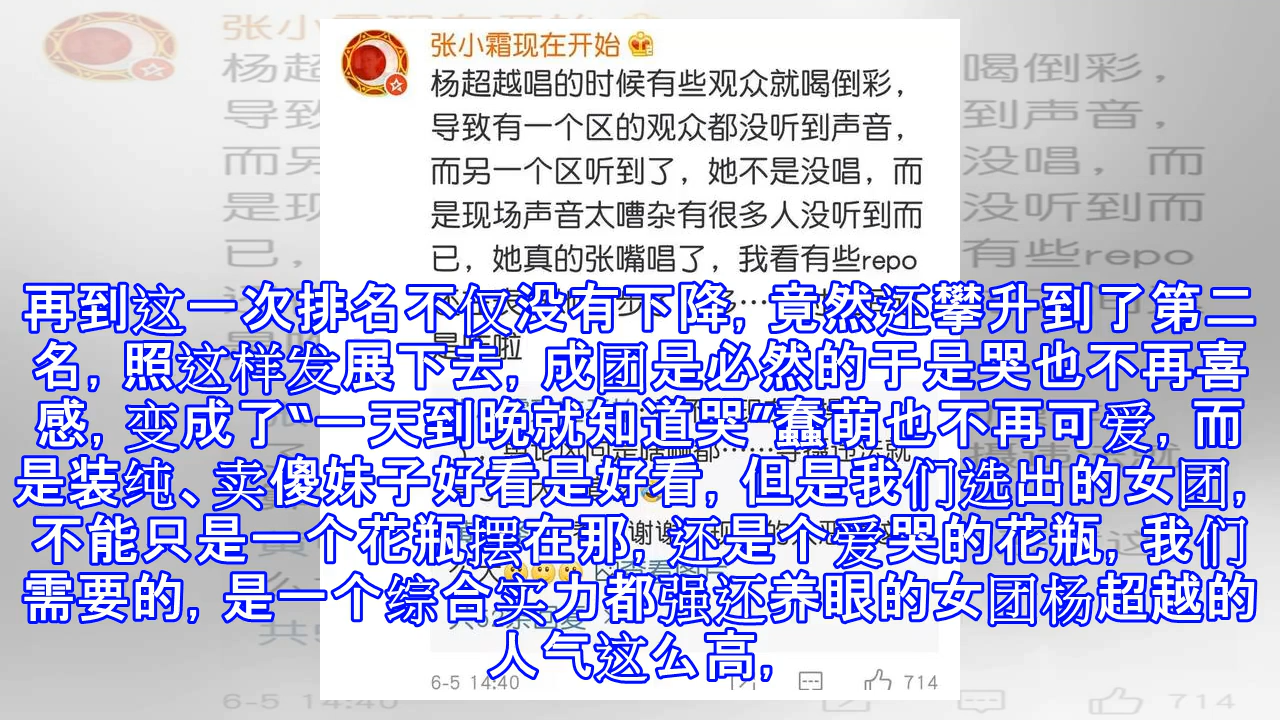 张小霜现在开始
杨超越唱的时候有些观众就喝倒彩，
导致有一个区的观众都没听到声音，
而另一个区听到了，她不是没唱，而
是现场声音太嘈杂有很多人没听到而
已，她真的张嘴唱了，我看有些repo
再到这一次排名不仅没有下降, 竟然还攀升到了第二
名, 照这样发展下去, 成团是必然的于是哭也不再喜
感, 变成了“一天到晚就知道哭”蠢萌也不再可爱, 而
是装纯、卖傻妹子好看是好看, 但是我们选出的女团,
不能只是一个花瓶摆在那, 还是个爱哭的花瓶, 我们
需要的, 是一个综合实力都强还养眼的女团杨超越的
人气这么高,
6-5 14:40
714